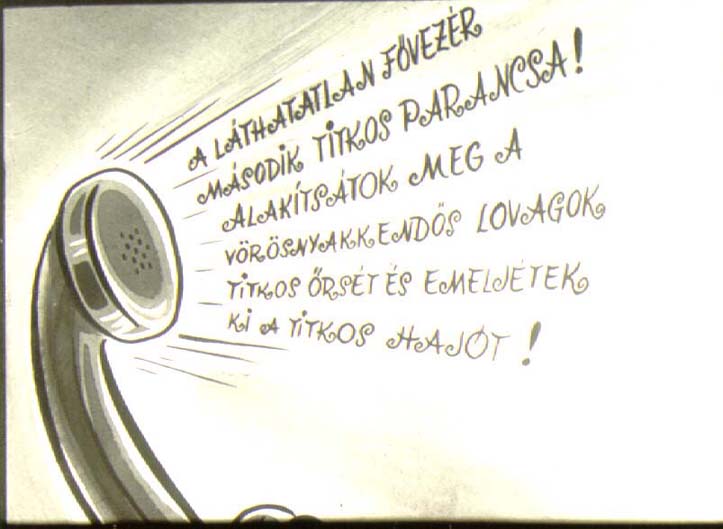 A LÁTHATATLAN FŐVEZÉR
MÁSODIK TITKOS PARANCSA!
ALAKÍTSÁTOK MEG A
VÖRÖSNYAKKENDŐS LOVAGOK
TITKOS ŐRSÉT ÉS EMELJÉTEK
KI A TITKOS HAJÓT!